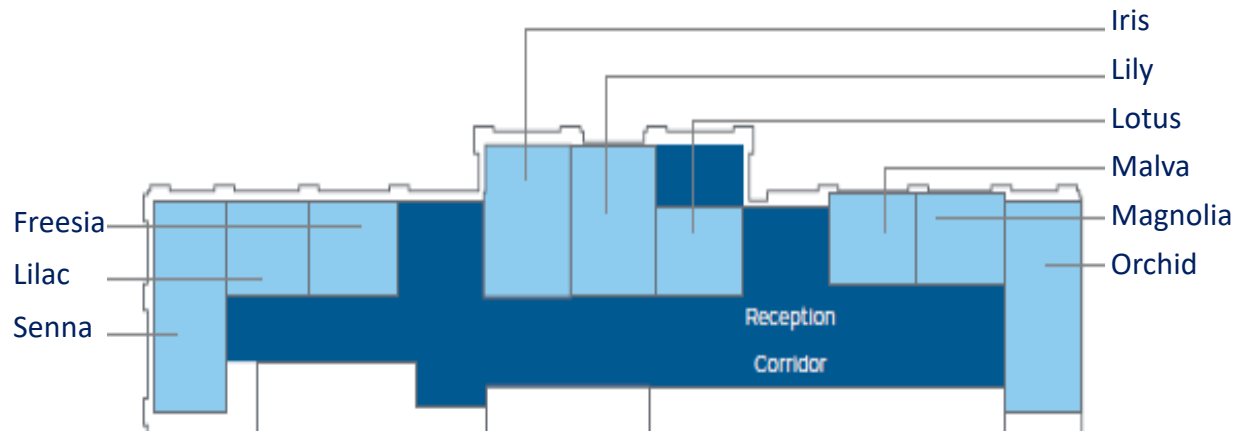 Iris
Lily
Lotus
Malva
Magnolia
Orchid
Freesia
Lilac
Senna
Reception
Corridor